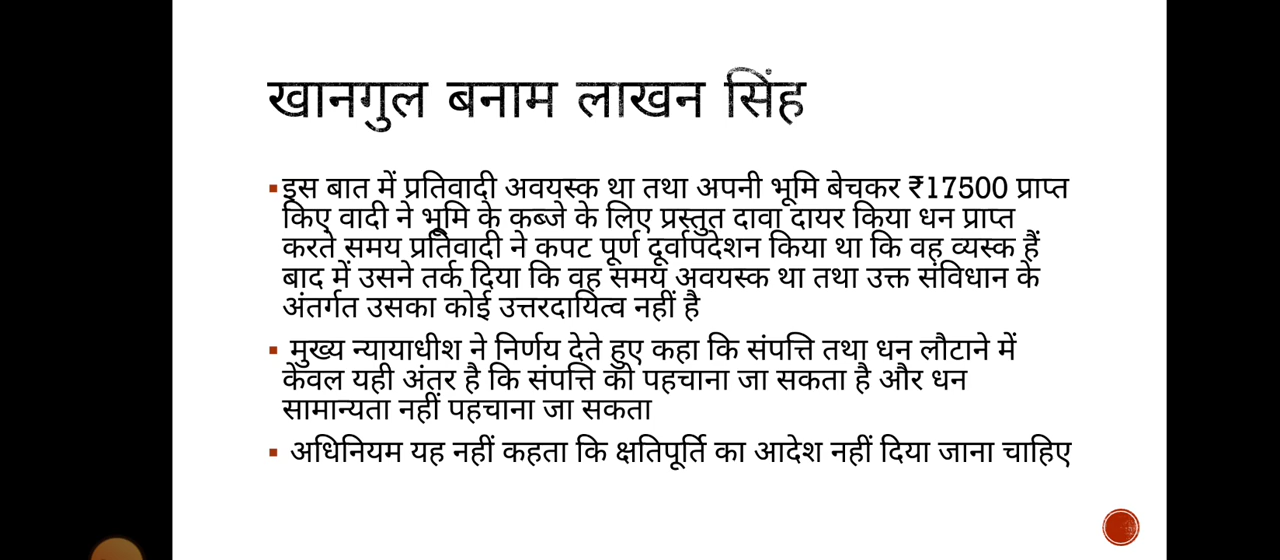 खानगुल बनाम लाखन सिंह
▪इस बात में प्रतिवादी अवयस्क था तथा अपनी भूमि बेचकर ₹17500 प्राप्त
किए वादी ने भूमि के कब्जे के लिए प्रस्तुत दावा दायर किया धन प्राप्त
करते समय प्रतिवादी ने कपट पूर्ण दूर्वापदेशन किया था कि वह व्यस्क हैं
बाद में उसने तर्क दिया कि वह समय अवयस्क था तथा उक्त संविधान के
अंतर्गत उसका कोई उत्तरदायित्व नहीं है
▪ मुख्य न्यायाधीश ने निर्णय देते हुए कहा कि संपत्ति तथा धन लौटाने में
केवल यही अंतर है कि संपत्ति को पहचाना जा सकता है और धन
सामान्यता नहीं पहचाना जा सकता
▪ अधिनियम यह नहीं कहता कि क्षतिपूर्ति का आदेश नहीं दिया जाना चाहिए